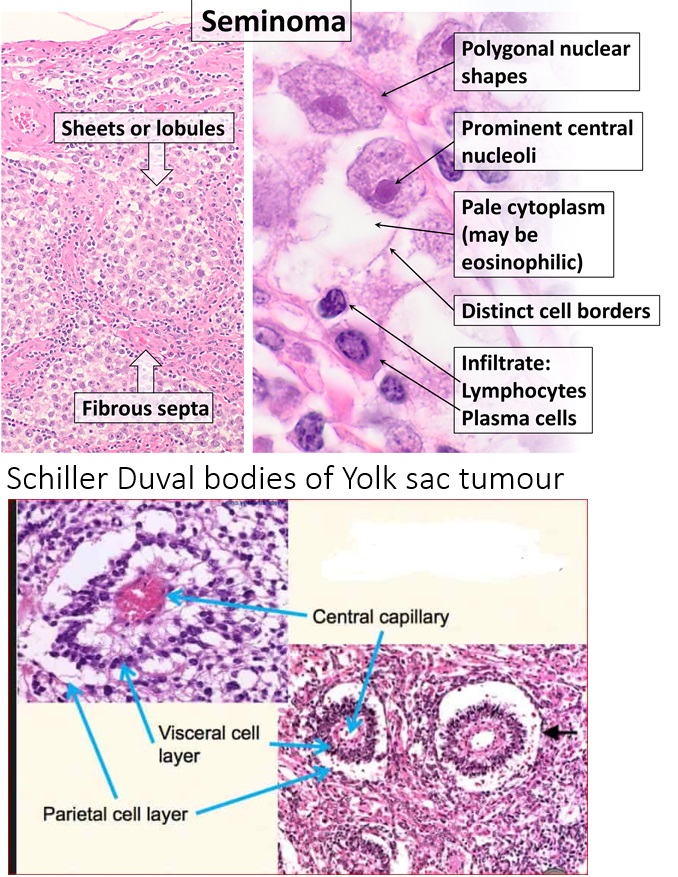 Seminoma
Sheets or lobules
Fibrous septa
Polygonal nuclear
shapes
Prominent central
nucleoli
Pale cytoplasm
(may be
eosinophilic)
Distinct cell borders
Infiltrate:
Lymphocytes
Plasma cells
Schiller Duval bodies of Yolk sac tumour
Central capillary
Visceral cell
layer
Parietal cell layer